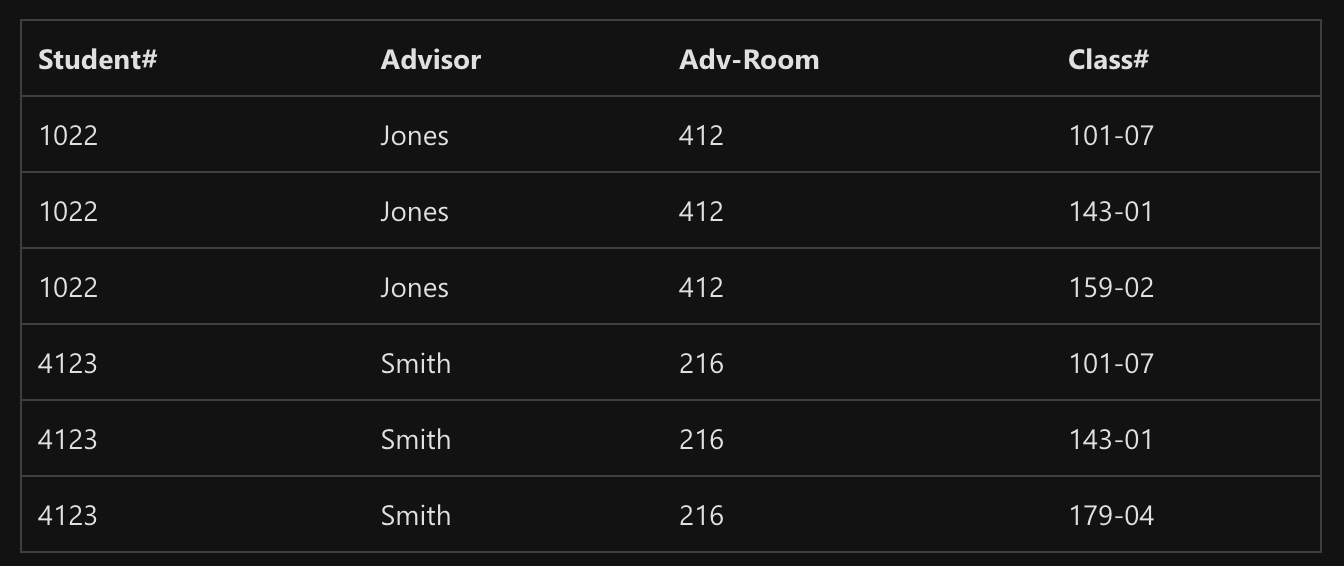 Student# Advisor Adv-Room Class#
1022 Jones 412 101-07
1022 Jones 412 143-01
1022 Jones 412 159-02
4123 Smith 216 101-07
4123 Smith 216 143-01
4123 Smith 216 179-04